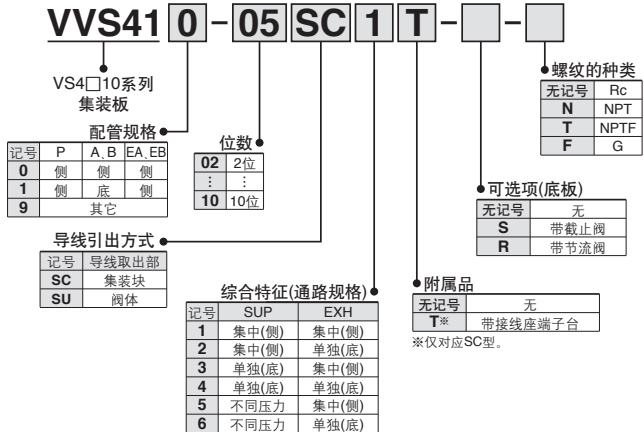 VVS41 0 - 05 SC 1 T - □ - □
VS4□10系列
集装板
配管规格
记号 P A、B EA、EB
0 侧 侧 侧
1 侧 底 侧
9 其它
位数
02 2位
⋮ ⋮
10 10位
螺纹的种类
无记号 Rc
N NPT
T NPTF
F G
可选项(底板)
无记号 无
S 带截止阀
R 带节流阀
导线引出方式
记号 导线取出部
SC 集装块
SU 阀体
综合特征(通路规格)
记号 SUP EXH
1 集中(侧) 集中(侧)
2 集中(侧) 单独(底)
3 单独(底) 集中(侧)
4 单独(底) 单独(底)
5 不同压力 集中(侧)
6 不同压力 单独(底)
附属品
无记号 无
T※ 带接线座端子台
※仅对应SC型。